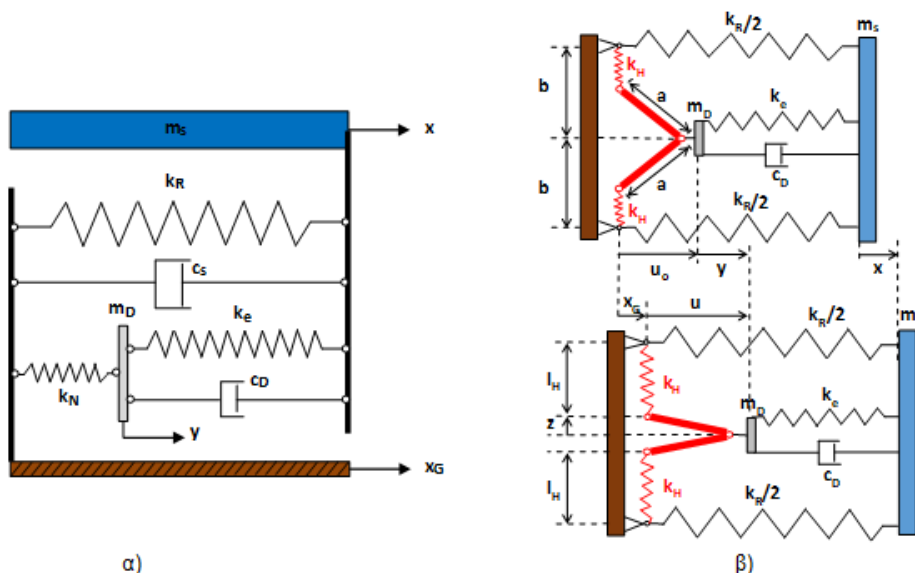 m_s
x
k_R
c_s
m_D
k_e
k_N
c_D
y
x_G
α)
k_R/2
m_s
k_H
b
a
m_D
k_e
b
a
c_D
k_H
k_R/2
u_o
y
x
x_G
u
k_R/2
m
l_H
k_H
m_D
k_e
z
l_H
k_H
c_D
k_R/2
β)